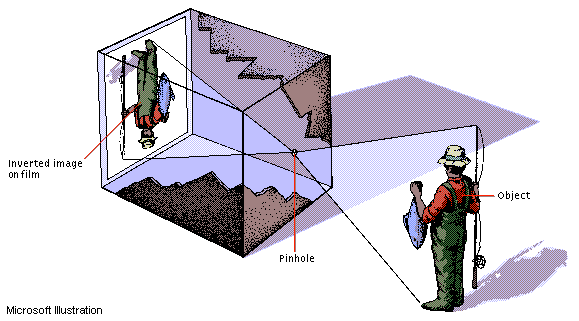 Inverted image
on film
Object
Pinhole
Microsoft Illustration